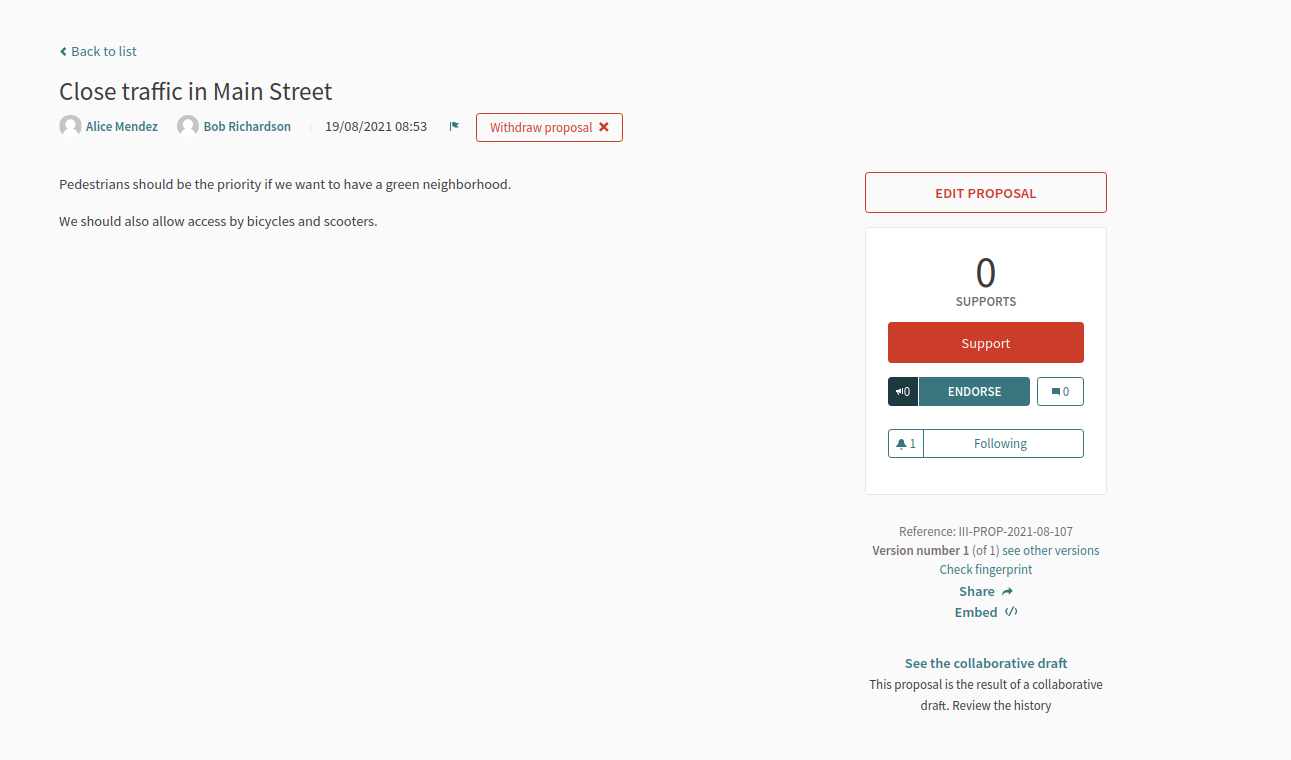 Back to list
Close traffic in Main Street
Alice Mendez Bob Richardson 19/08/2021 08:53 Withdraw proposal
Pedestrians should be the priority if we want to have a green neighborhood.
We should also allow access by bicycles and scooters.
EDIT PROPOSAL
0
SUPPORTS
Support
0 ENDORSE 0
1 Following
Reference: III-PROP-2021-08-107
Version number 1 (of 1) see other versions
Check fingerprint
Share
Embed
See the collaborative draft
This proposal is the result of a collaborative
draft. Review the history